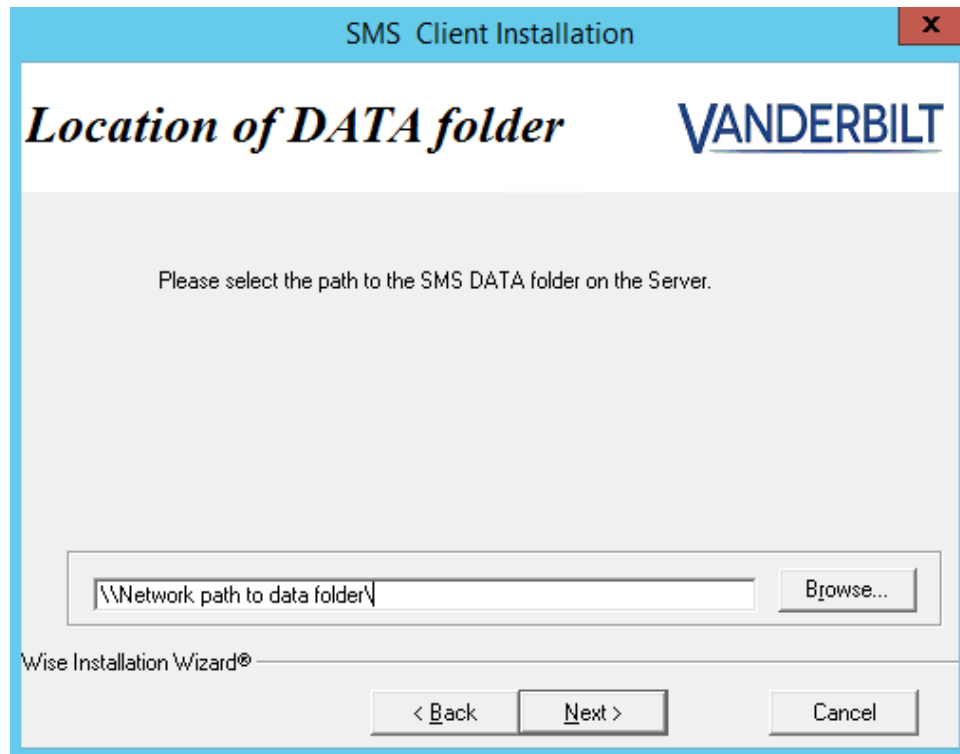 SMS Client Installation
x
Location of DATA folder
VANDERBILT
Please select the path to the SMS DATA folder on the Server.
\\Network path to data folder\
Browse...
Wise Installation Wizard®
< Back
Next >
Cancel